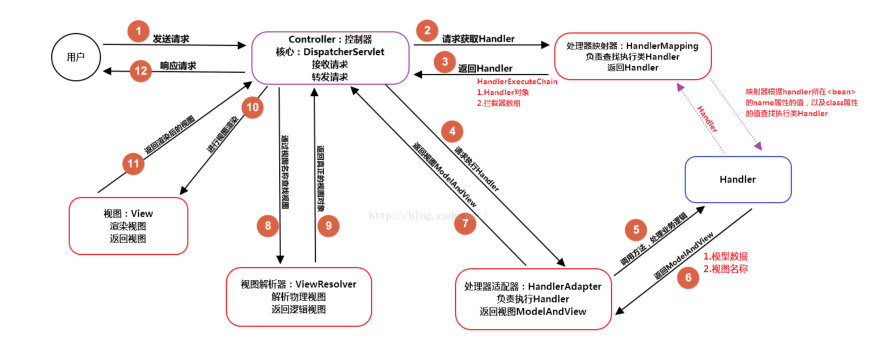 1
发送请求
用户
12
响应请求
Controller：控制器
核心：DispatcherServlet
接收请求
转发请求
2
请求获取Handler
3
返回Handler
HandlerExecuteChain
1.Handler对象
2.拦截器数组
处理器映射器：HandlerMapping
负责查找执行类Handler
返回Handler
映射器根据handler所在<bean>
的name属性的值，以及class属性
的值查找执行类Handler
Handler
Handler
4
请求执行Handler
5
调用方法，处理业务逻辑
6
返回ModelAndView
1.模型数据
2.视图名称
处理器适配器：HandlerAdapter
负责执行Handler
返回视图ModelAndView
7
返回视图ModelAndView
8
通过视图名称查找视图
9
返回真正的视图对象
视图解析器：ViewResolver
解析物理视图
返回逻辑视图
10
进行视图渲染
11
返回渲染后的视图
视图：View
渲染视图
返回视图